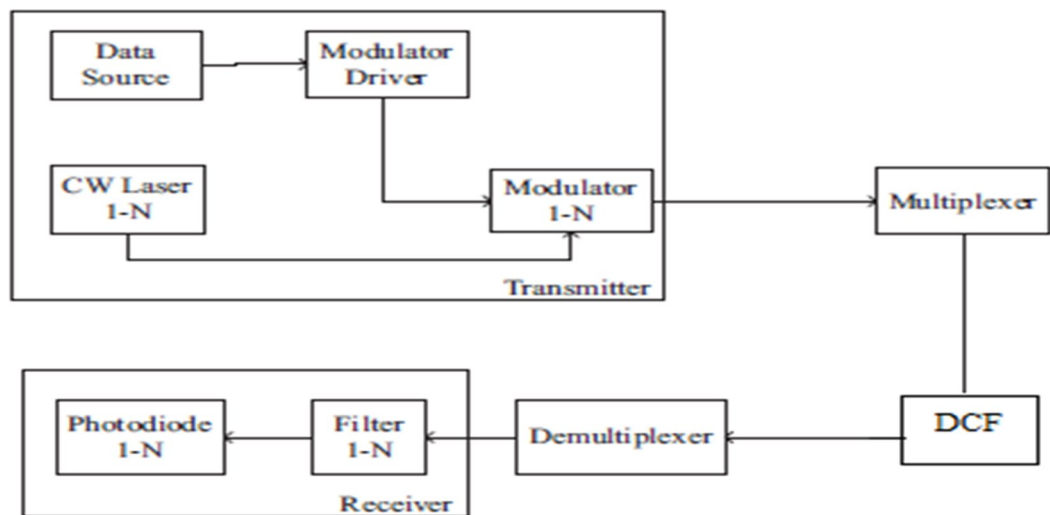 Data
Source
Modulator
Driver
CW Laser
1-N
Modulator
1-N
Transmitter
Multiplexer
DCF
Demultiplexer
Filter
1-N
Photodiode
1-N
Receiver